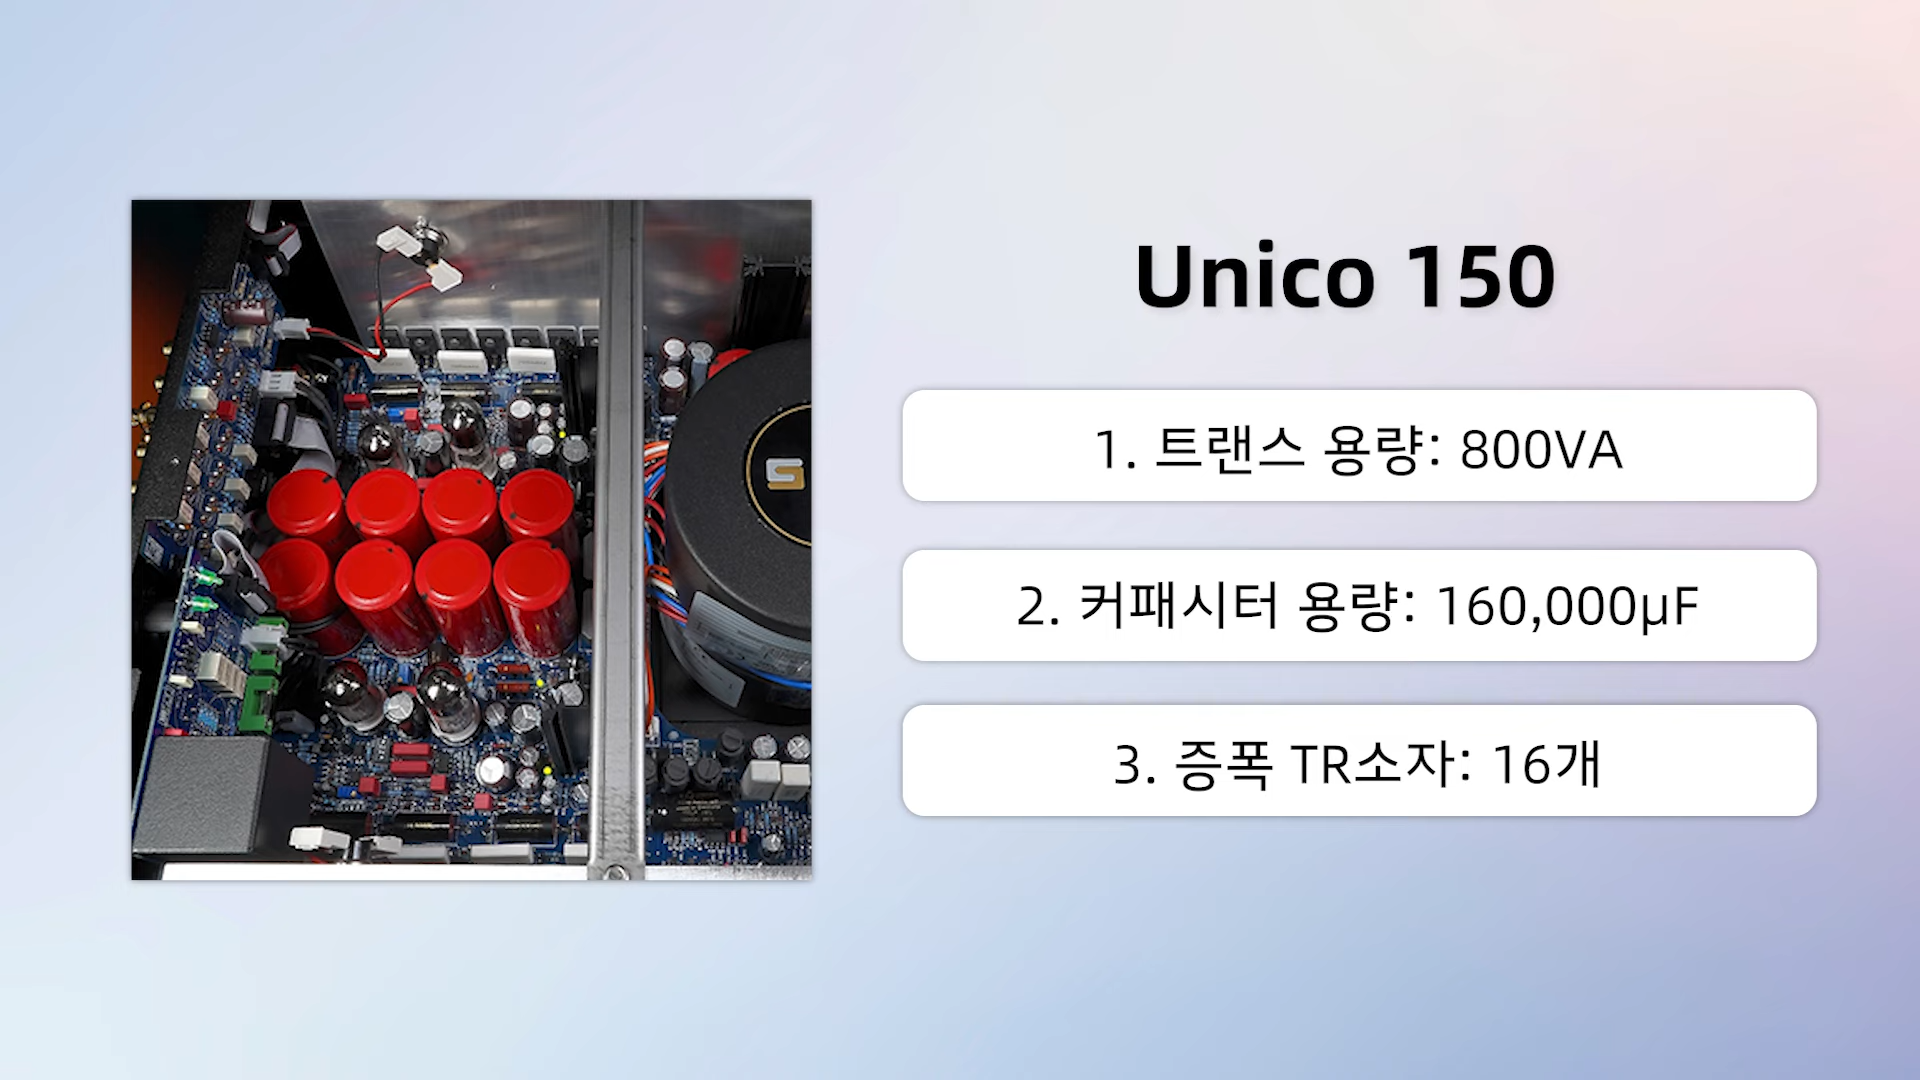 Unico 150
1. 트랜스 용량: 800VA
2. 커패시터 용량: 160,000µF
3. 증폭 TR소자: 16개